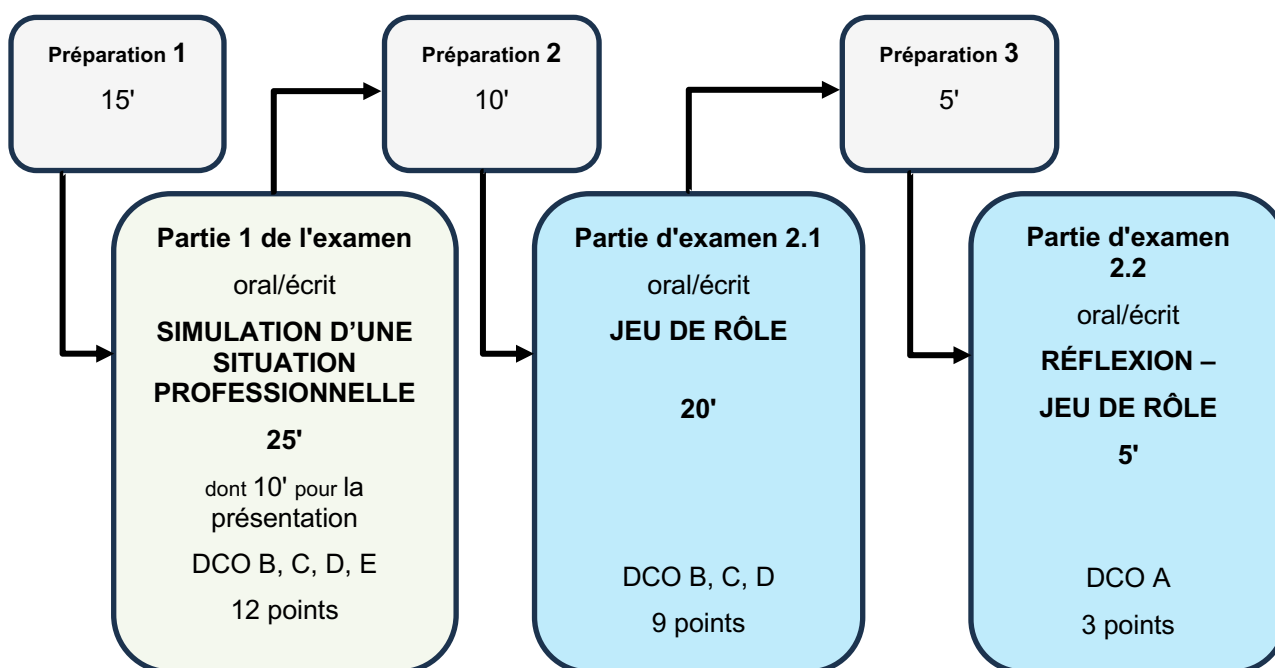 Préparation 1
15'
Préparation 2
10'
Préparation 3
5'
Partie 1 de l'examen
oral/écrit
SIMULATION D’UNE
SITUATION
PROFESSIONNELLE
25'
dont 10' pour la
présentation
DCO B, C, D, E
12 points
Partie d'examen 2.1
oral/écrit
JEU DE RÔLE
20'
DCO B, C, D
9 points
Partie d'examen
2.2
oral/écrit
RÉFLEXION –
JEU DE RÔLE
5'
DCO A
3 points